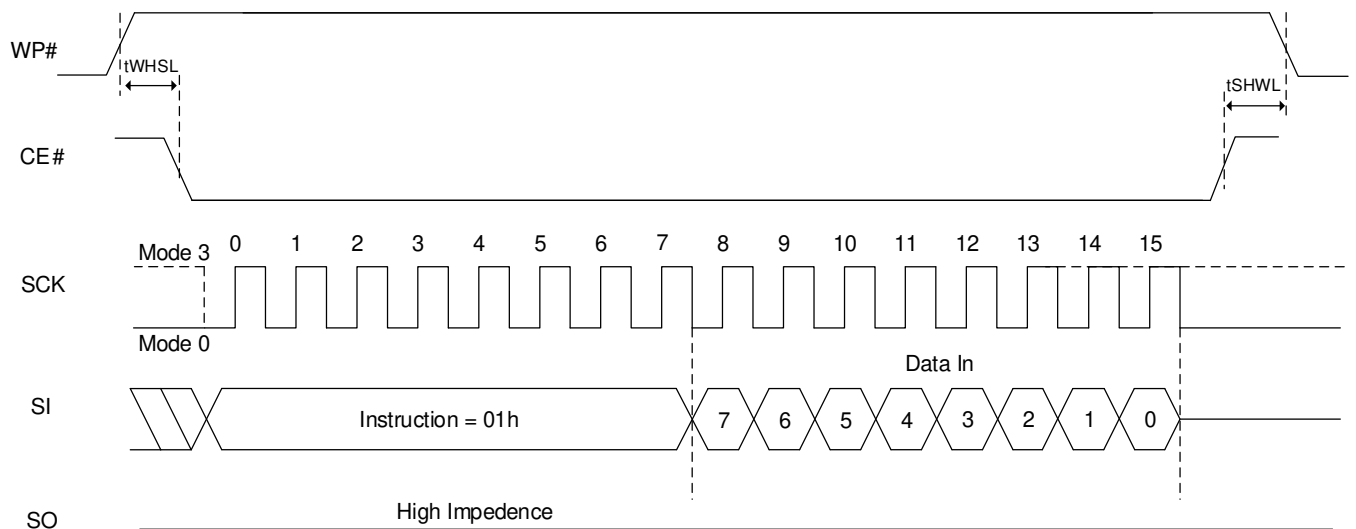 WP#
tWHSL
tSHWL
CE#
Mode 3
0 1 2 3 4 5 6 7 8 9 10 11 12 13 14 15
SCK
Mode 0
Data In
SI
Instruction = 01h
7 6 5 4 3 2 1 0
High Impedence
SO